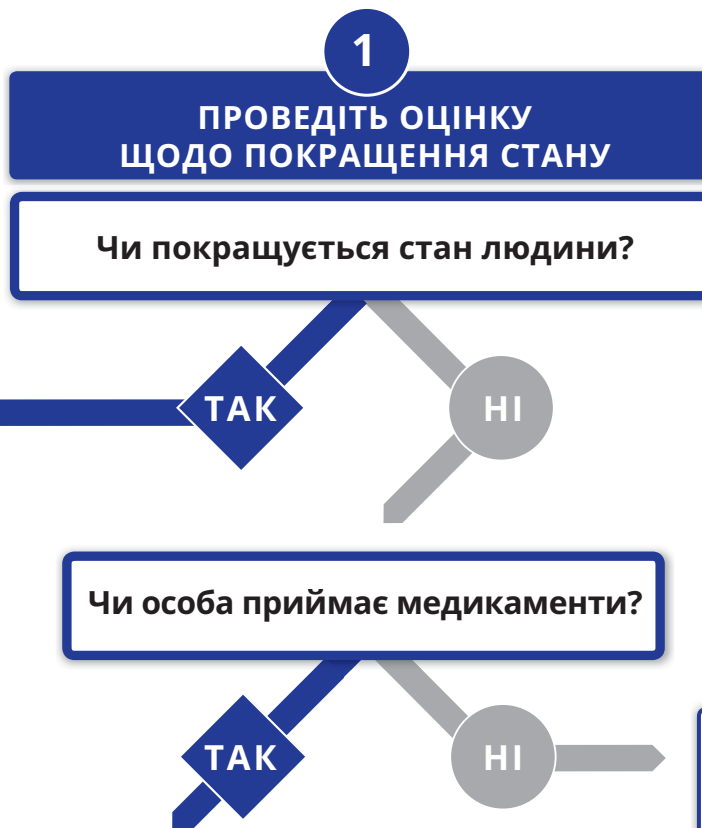 1
ПРОВЕДІТЬ ОЦІНКУ
ЩОДО ПОКРАЩЕННЯ СТАНУ
Чи покращується стан людини?
ТАК
НІ
Чи особа приймає медикаменти?
ТАК
НІ